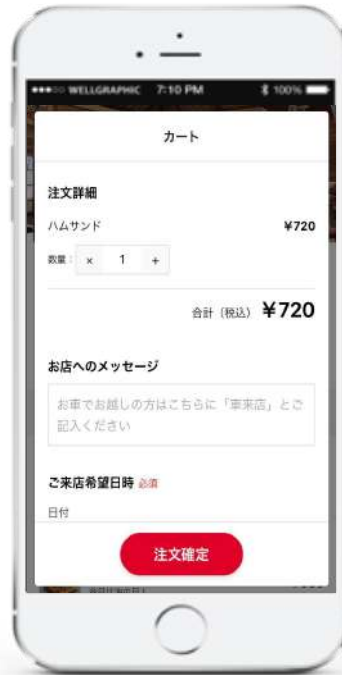 WELLGRAPHIC 7:10 PM 100%
カート
注文詳細
ハムサンド ¥720
数量： × 1 +
合計（税込） ¥720
お店へのメッセージ
お車でお越しの方はこちらに「車来店」とご
記入ください
ご来店希望日時 必須
日付
注文確定